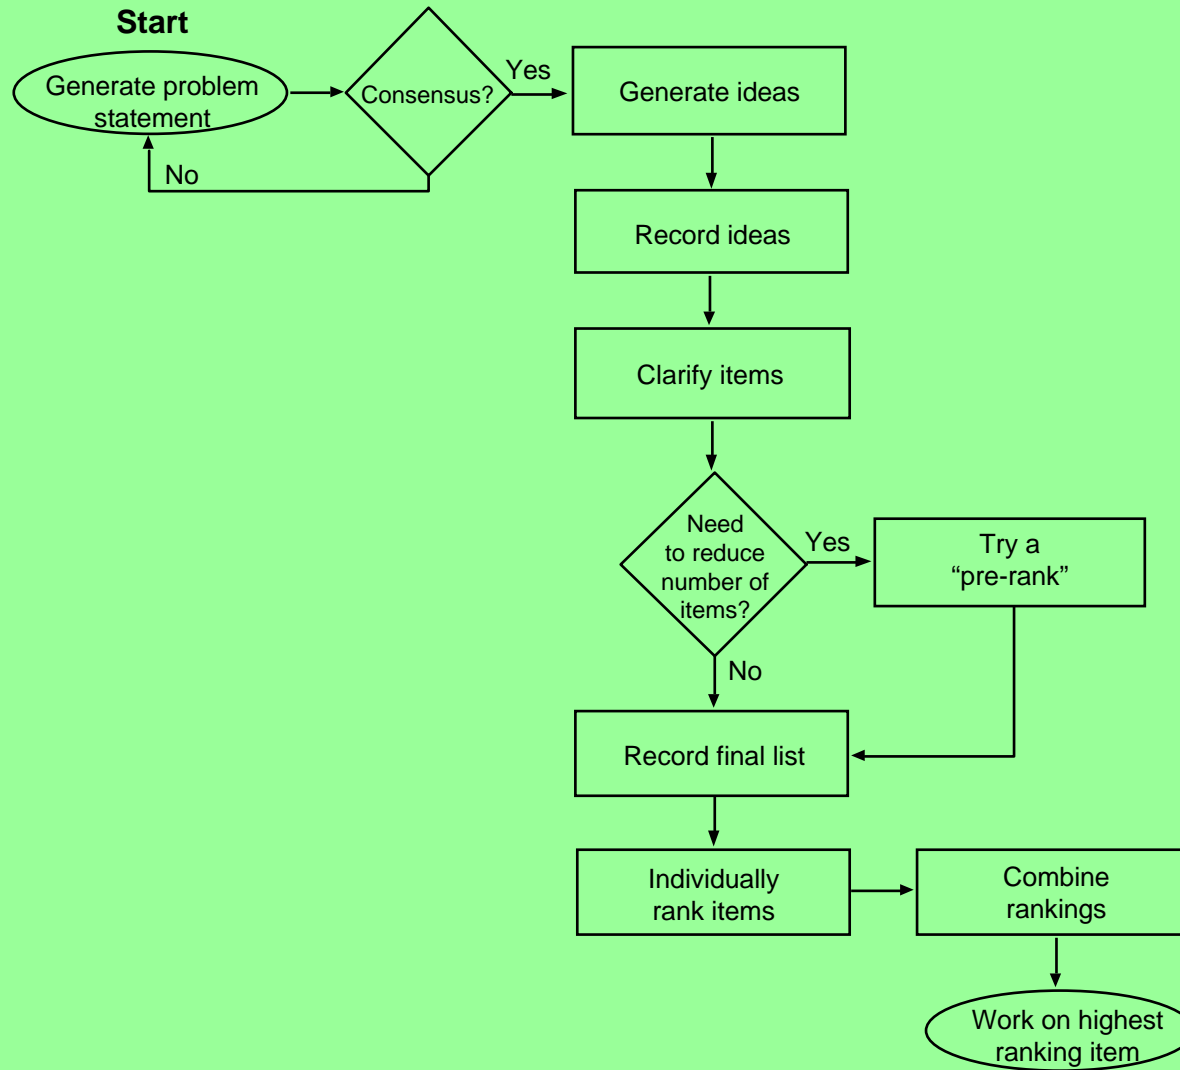 Start
Generate problem
statement
Consensus?
Yes
No
Generate ideas
Record ideas
Clarify items
Need
to reduce
number of
items?
Yes
Try a
“pre-rank”
No
Record final list
Individually
rank items
Combine
rankings
Work on highest
ranking item